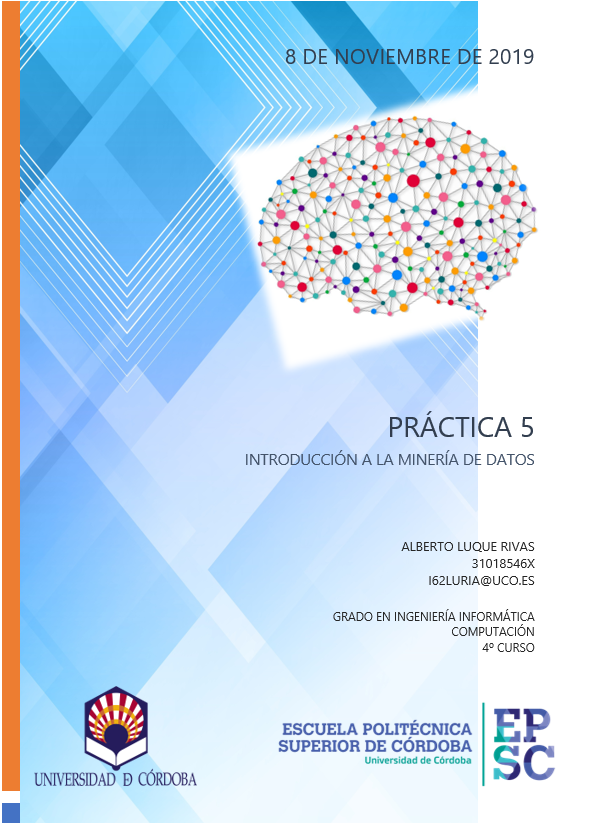 8 DE NOVIEMBRE DE 2019
PRÁCTICA 5
INTRODUCCIÓN A LA MINERÍA DE DATOS
ALBERTO LUQUE RIVAS
31018546X
I62LURIA@UCO.ES
GRADO EN INGENIERÍA INFORMÁTICA
COMPUTACIÓN
4º CURSO
UNIVERSIDAD Ð CÓRDOBA
ESCUELA POLITÉCNICA
SUPERIOR DE CÓRDOBA
Universidad de Córdoba
EP
SC